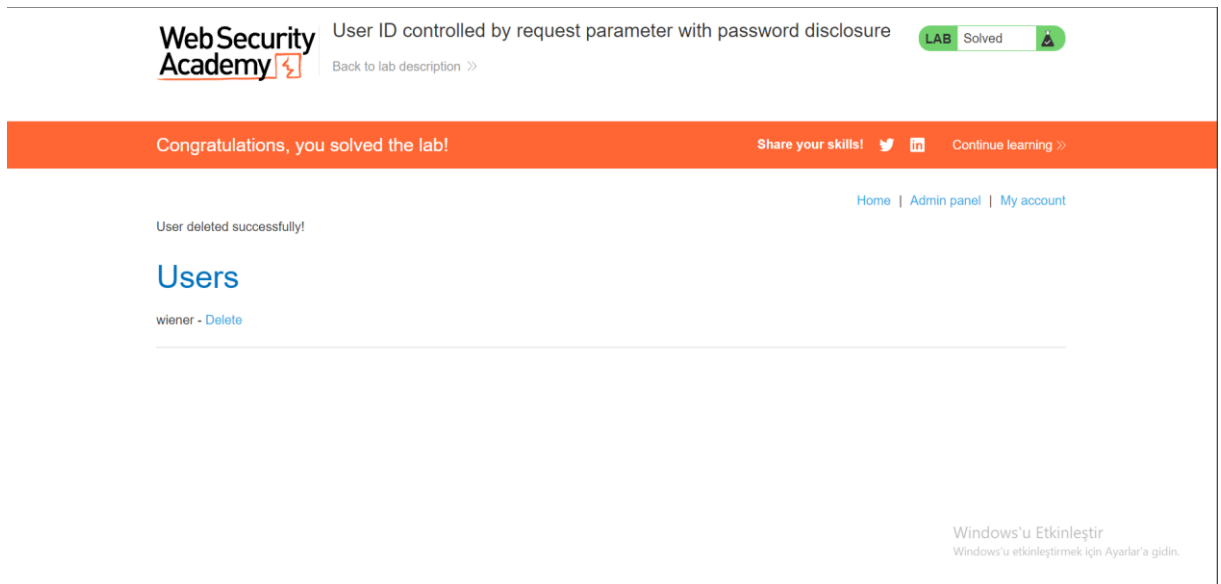 Web Security
Academy
User ID controlled by request parameter with password disclosure
Back to lab description »
LAB Solved
Congratulations, you solved the lab!
Share your skills! Continue learning »
Home | Admin panel | My account
User deleted successfully!
Users
wiener - Delete
Windows'u Etkinleştir
Windows'u etkinleştirmek için Ayarlar'a gidin.